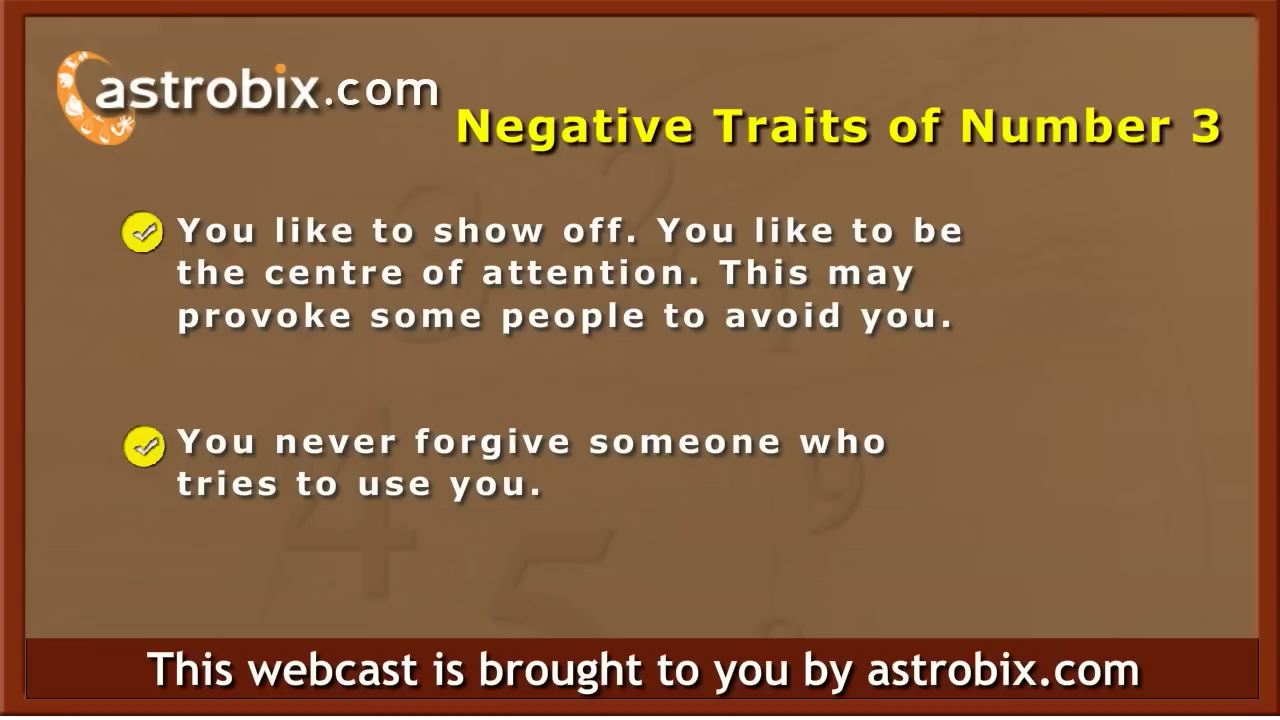 astrobix.com
Negative Traits of Number 3
You like to show off. You like to be
the centre of attention. This may
provoke some people to avoid you.
You never forgive someone who
tries to use you.
This webcast is brought to you by astrobix.com